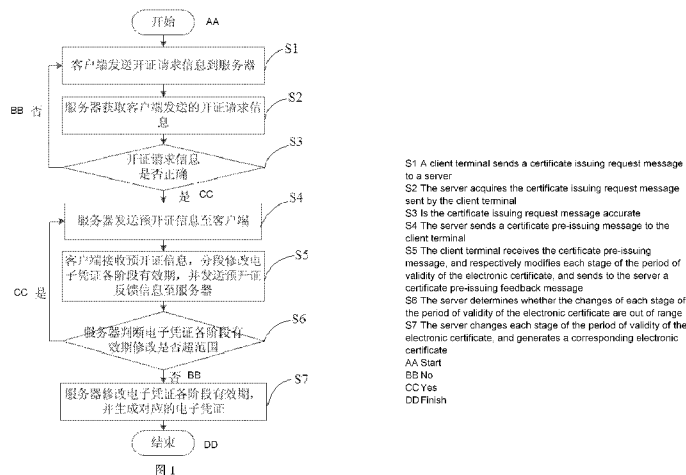 开始 AA
S1
客户端发送开证请求信息到服务器
S2
BB 否
服务器获取客户端发送的开证请求信
息
S3
开证请求信息
是否正确
是 CC
S4
服务器发送预开证信息至客户端
S5
客户端接收预开证信息，分段修改电
子凭证各阶段有效期，并发送预开证
反馈信息至服务器
CC 是
S6
服务器判断电子凭证各阶段有
效期修改是否超范围
否 BB
S7
服务器修改电子凭证各阶段有效期，
并生成对应的电子凭证
结束 DD
图 1
S1 A client terminal sends a certificate issuing request message
to a server
S2 The server acquires the certificate issuing request message
sent by the client terminal
S3 Is the certificate issuing request message accurate
S4 The server sends a certificate pre-issuing message to the
client terminal
S5 The client terminal receives the certificate pre-issuing
message, and respectively modifies each stage of the period of
validity of the electronic certificate, and sends to the server a
certificate pre-issuing feedback message
S6 The server determines whether the changes of each stage of
the period of validity of the electronic certificate are out of range
S7 The server changes each stage of the period of validity of the
electronic certificate, and generates a corresponding electronic
certificate
AA Start
BB No
CC Yes
DD Finish